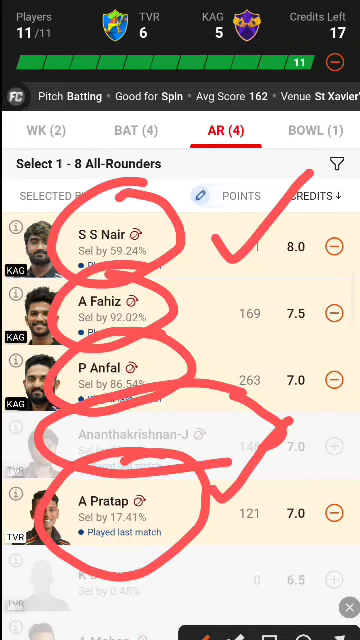 Players
TVR
KAG
Credits Left
11 / 11
6
5
17
11
FC Pitch Batting Good for Spin Avg Score 162 Venue St Xavier'
WK (2) BAT (4) AR (4) BOWL (1)
Select 1 - 8 All-Rounders
SELECTED POINTS CREDITS ↓
S S Nair
Sel by 59.24%
8.0
KAG
A Fahiz
Sel by 92.02%
169 7.5
KAG
P Anfal
Sel by 86.54%
263 7.0
KAG
Ananthakrishnan-J
7.0
TVR
A Pratap
Sel by 17.41%
Played last match
121 7.0
TVR
Sel by 0.48%
0 6.5